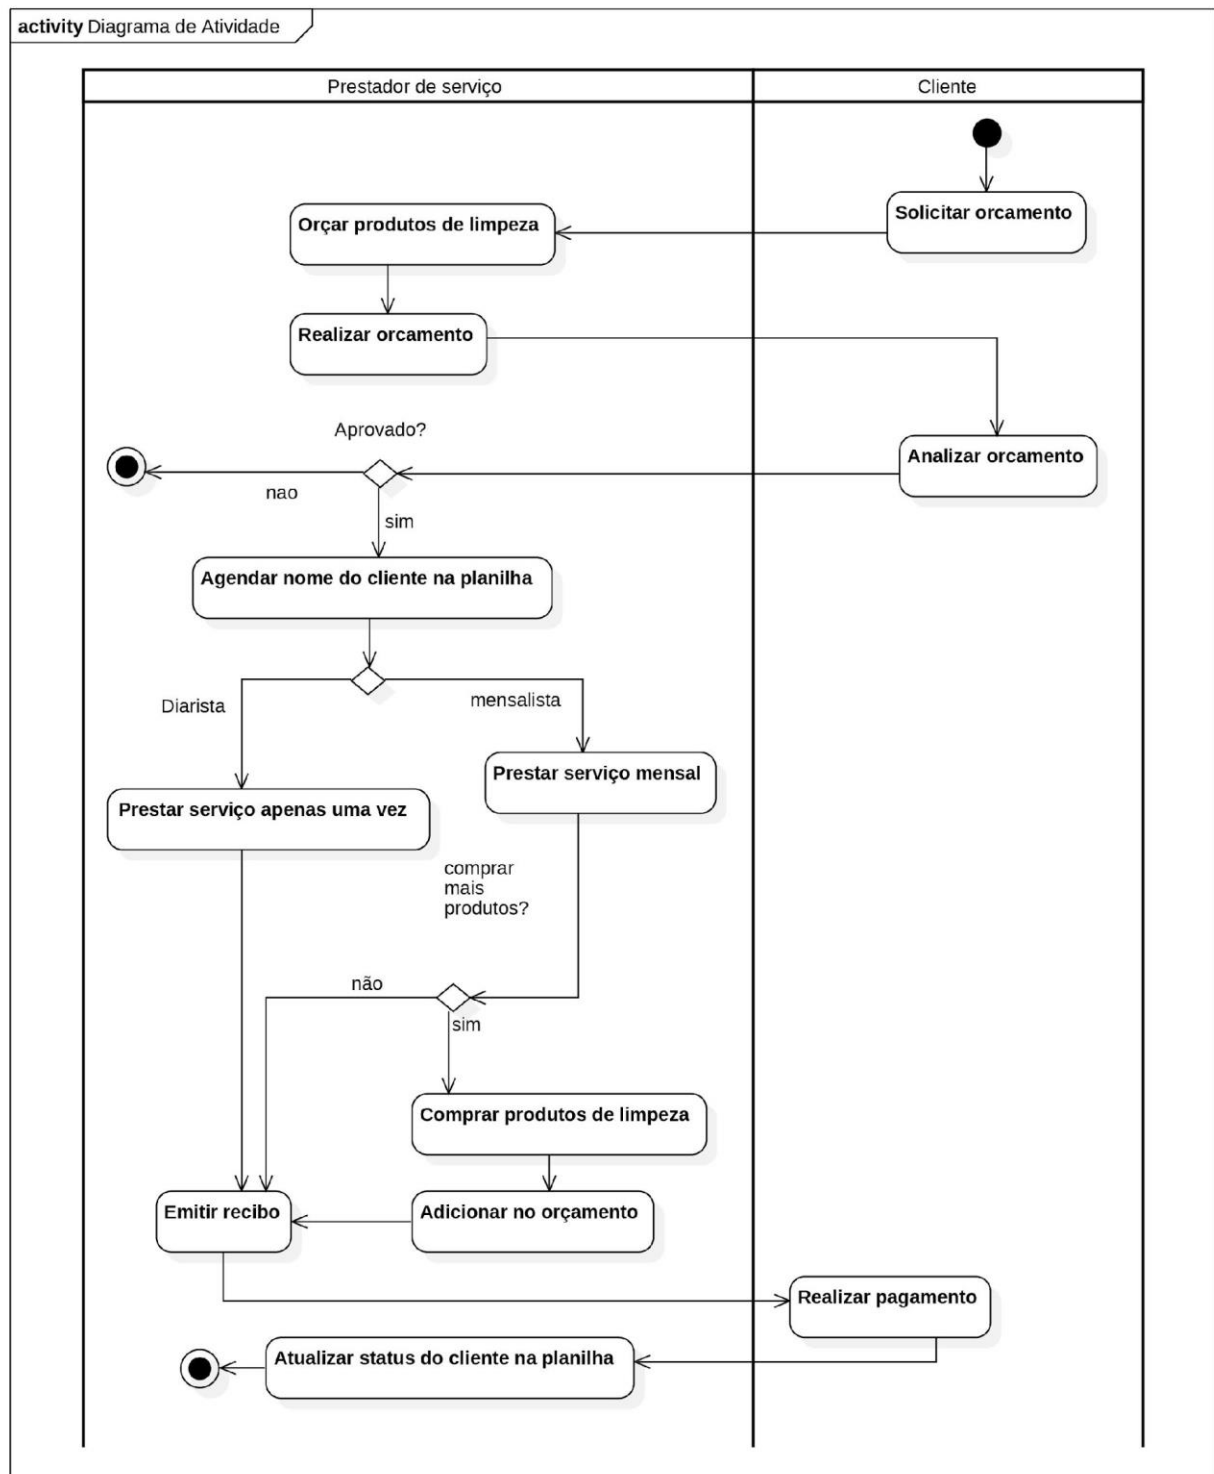 activity Diagrama de Atividade
Prestador de serviço
Cliente
Solicitar orcamento
Orçar produtos de limpeza
Realizar orcamento
Aprovado?
Analizar orcamento
nao
sim
Agendar nome do cliente na planilha
Diarista
mensalista
Prestar serviço mensal
Prestar serviço apenas uma vez
comprar
mais
produtos?
não
sim
Comprar produtos de limpeza
Emitir recibo
Adicionar no orçamento
Realizar pagamento
Atualizar status do cliente na planilha